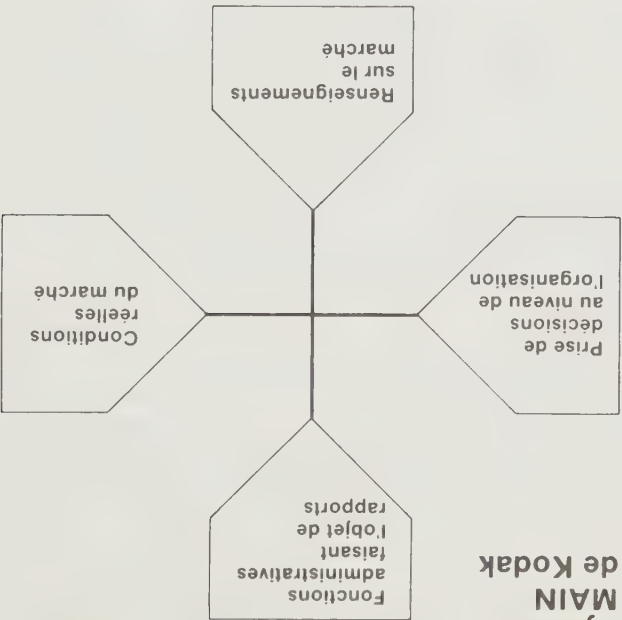 MAIN
de Kodak
Fonctions
administratives
faisant
l'objet de
rapports
Prise de
décisions
au niveau de
l'organisation
Conditions
réelles
du marché
Renseignements
sur le
marché